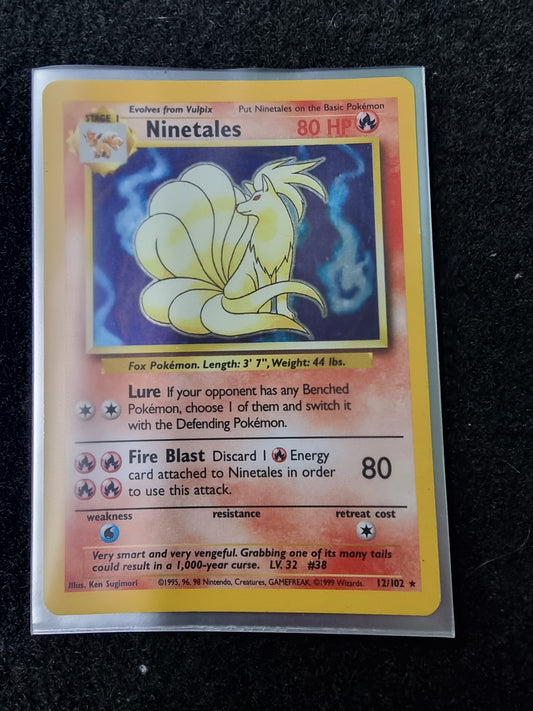 Evolves from Vulpix Put Ninetales on the Basic Pokémon
STAGE 1
Ninetales 80 HP
Fox Pokémon. Length: 3' 7", Weight: 44 lbs.
Lure If your opponent has any Benched
Pokémon, choose 1 of them and switch it
with the Defending Pokémon.
Fire Blast Discard 1 Energy
card attached to Ninetales in order
to use this attack.
80
weakness resistance retreat cost
Very smart and very vengeful. Grabbing one of its many tails
could result in a 1,000-year curse. LV. 32 #38
Illus. Ken Sugimori ©1995, 96, 98 Nintendo, Creatures, GAMEFREAK. ©1999 Wizards. 12/102 ★